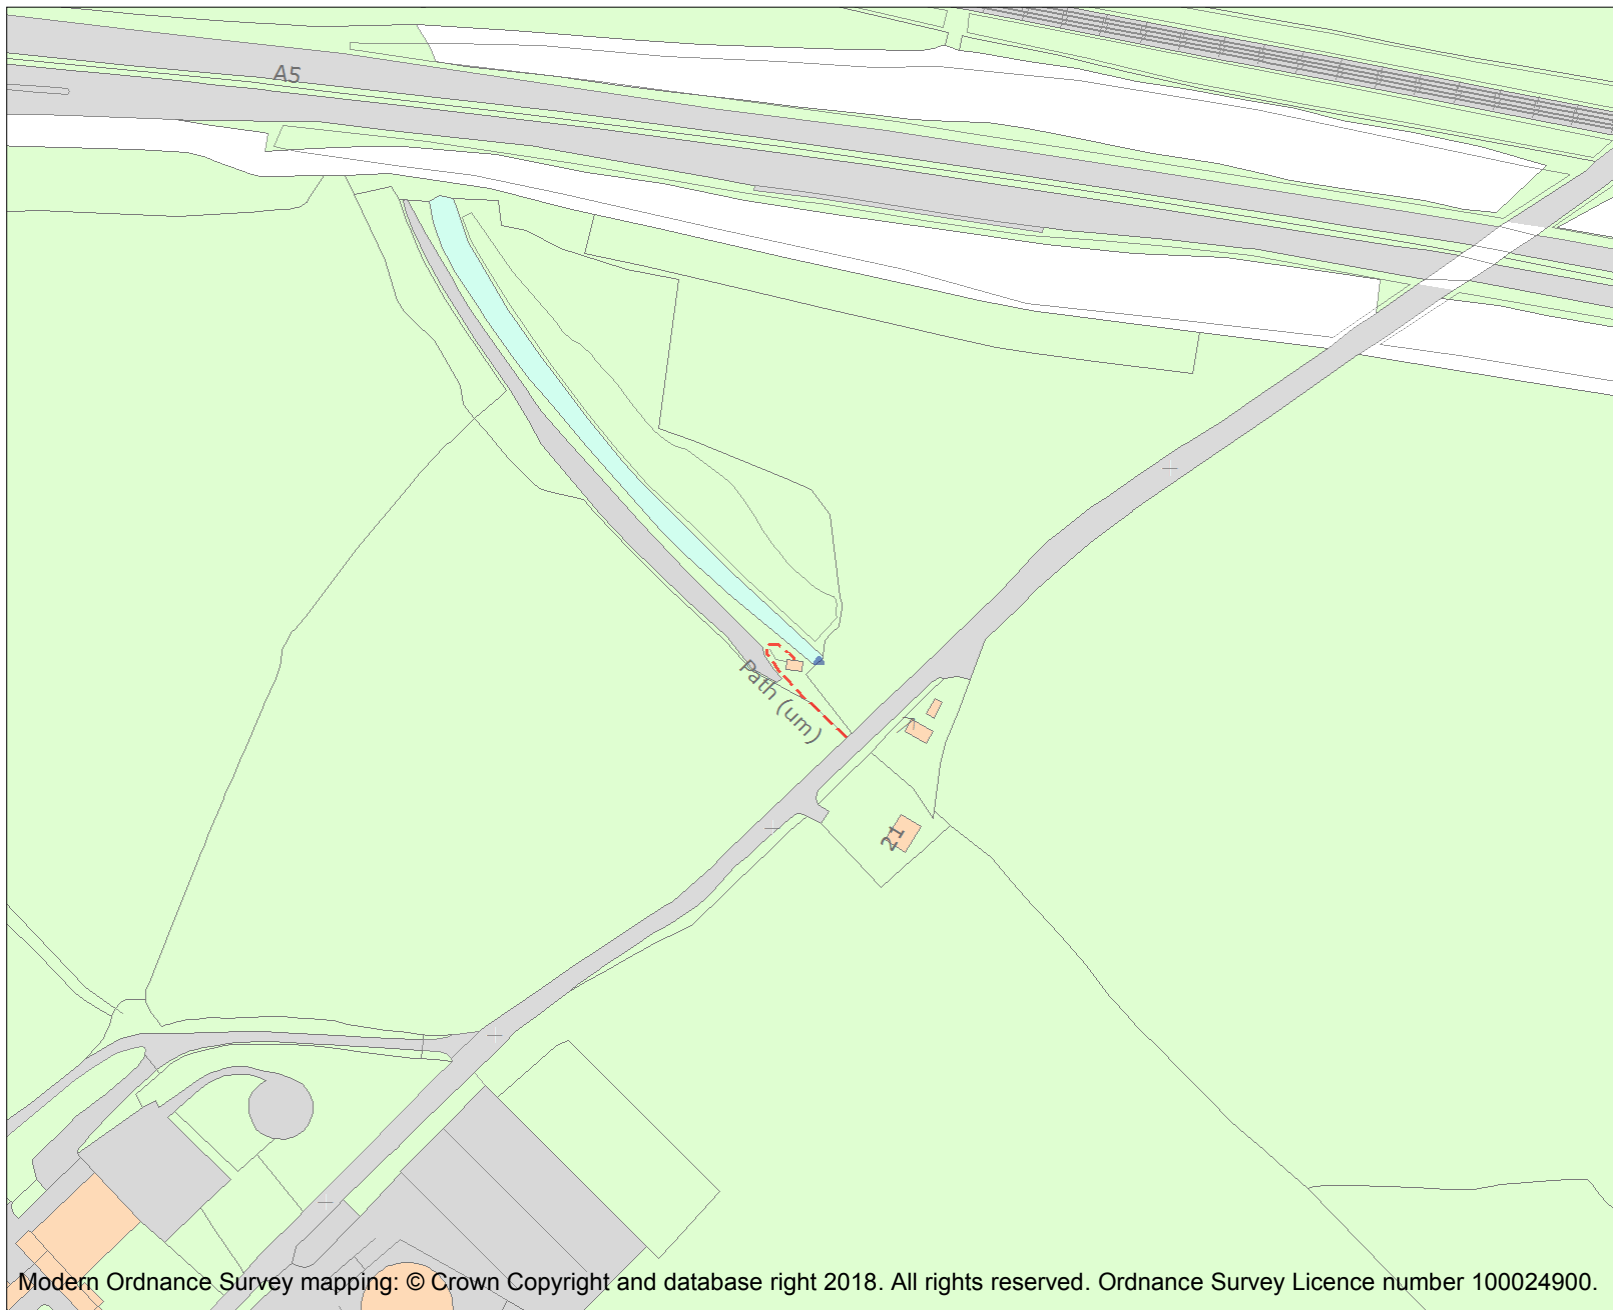 A5
Path (um)
21
Modern Ordnance Survey mapping: © Crown Copyright and database right 2018. All rights reserved. Ordnance Survey Licence number 100024900.